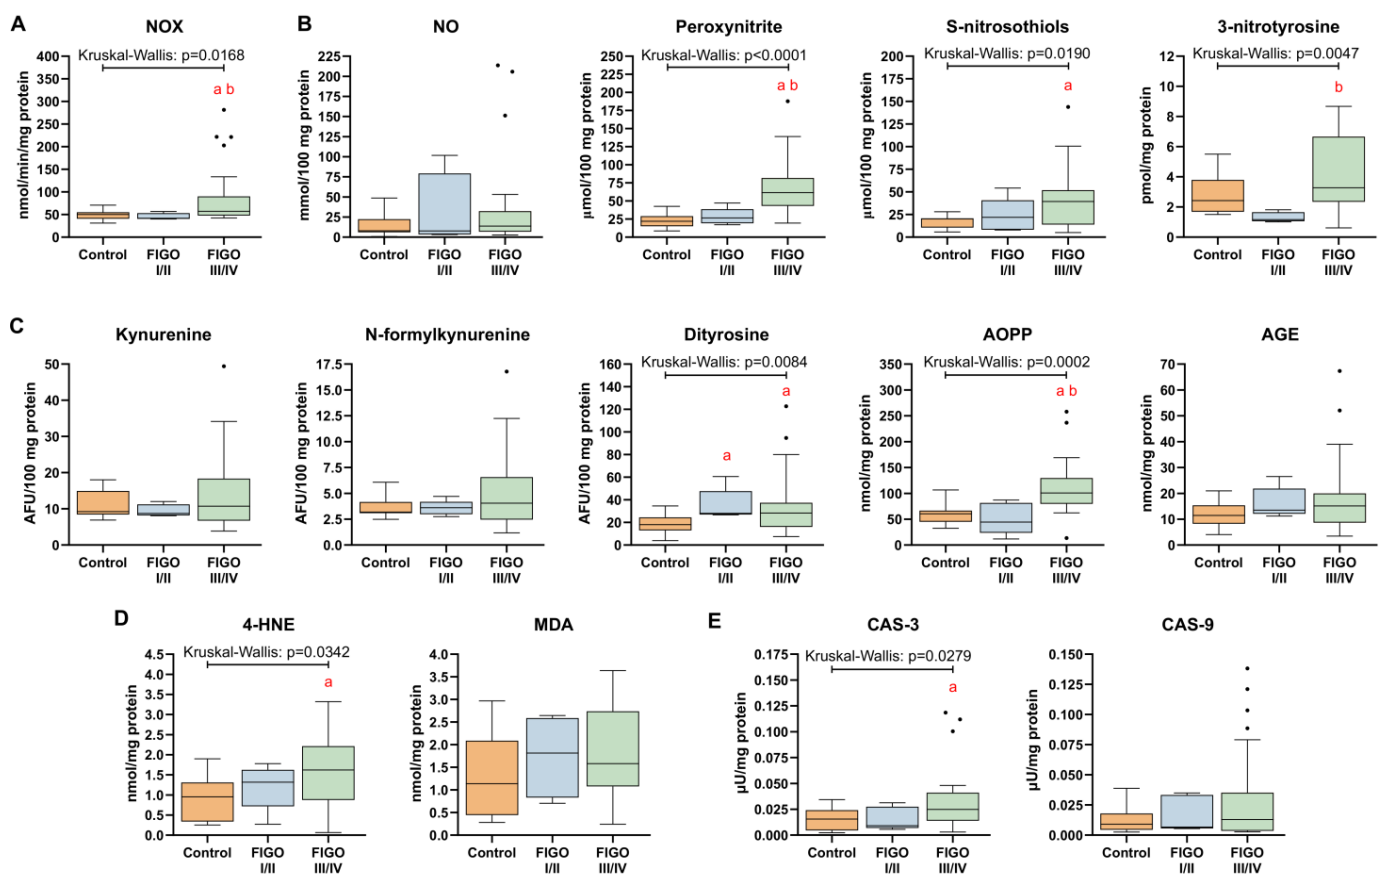 A
NOX
Kruskal-Wallis: p=0.0168
a b
nmol/min/mg protein
400
350
300
250
200
150
100
50
0
Control
FIGO
I/II
FIGO
III/IV
B
NO
mmol/100 mg protein
225
200
175
150
125
100
75
50
25
0
Control
FIGO
I/II
FIGO
III/IV
Peroxynitrite
Kruskal-Wallis: p<0.0001
a b
µmol/100 mg protein
250
225
200
175
150
125
100
75
50
25
0
Control
FIGO
I/II
FIGO
III/IV
S-nitrosothiols
Kruskal-Wallis: p=0.0190
a
µmol/100 mg protein
200
175
150
125
100
75
50
25
0
Control
FIGO
I/II
FIGO
III/IV
3-nitrotyrosine
Kruskal-Wallis: p=0.0047
b
pmol/mg protein
12
10
8
6
4
2
0
Control
FIGO
I/II
FIGO
III/IV
C
Kynurenine
AFU/100 mg protein
50
40
30
20
10
0
Control
FIGO
I/II
FIGO
III/IV
N-formylkynurenine
AFU/100 mg protein
17.5
15.0
12.5
10.0
7.5
5.0
2.5
0.0
Control
FIGO
I/II
FIGO
III/IV
Dityrosine
Kruskal-Wallis: p=0.0084
a
a
AFU/100 mg protein
160
140
120
100
80
60
40
20
0
Control
FIGO
I/II
FIGO
III/IV
AOPP
Kruskal-Wallis: p=0.0002
a b
nmol/mg protein
350
300
250
200
150
100
50
0
Control
FIGO
I/II
FIGO
III/IV
AGE
nmol/mg protein
70
60
50
40
30
20
10
0
Control
FIGO
I/II
FIGO
III/IV
D
4-HNE
Kruskal-Wallis: p=0.0342
a
nmol/mg protein
4.5
4.0
3.5
3.0
2.5
2.0
1.5
1.0
0.5
0.0
Control
FIGO
I/II
FIGO
III/IV
MDA
nmol/mg protein
4.0
3.5
3.0
2.5
2.0
1.5
1.0
0.5
0.0
Control
FIGO
I/II
FIGO
III/IV
E
CAS-3
Kruskal-Wallis: p=0.0279
a
µU/mg protein
0.175
0.150
0.125
0.100
0.075
0.050
0.025
0.000
Control
FIGO
I/II
FIGO
III/IV
CAS-9
µU/mg protein
0.150
0.125
0.100
0.075
0.050
0.025
0.000
Control
FIGO
I/II
FIGO
III/IV